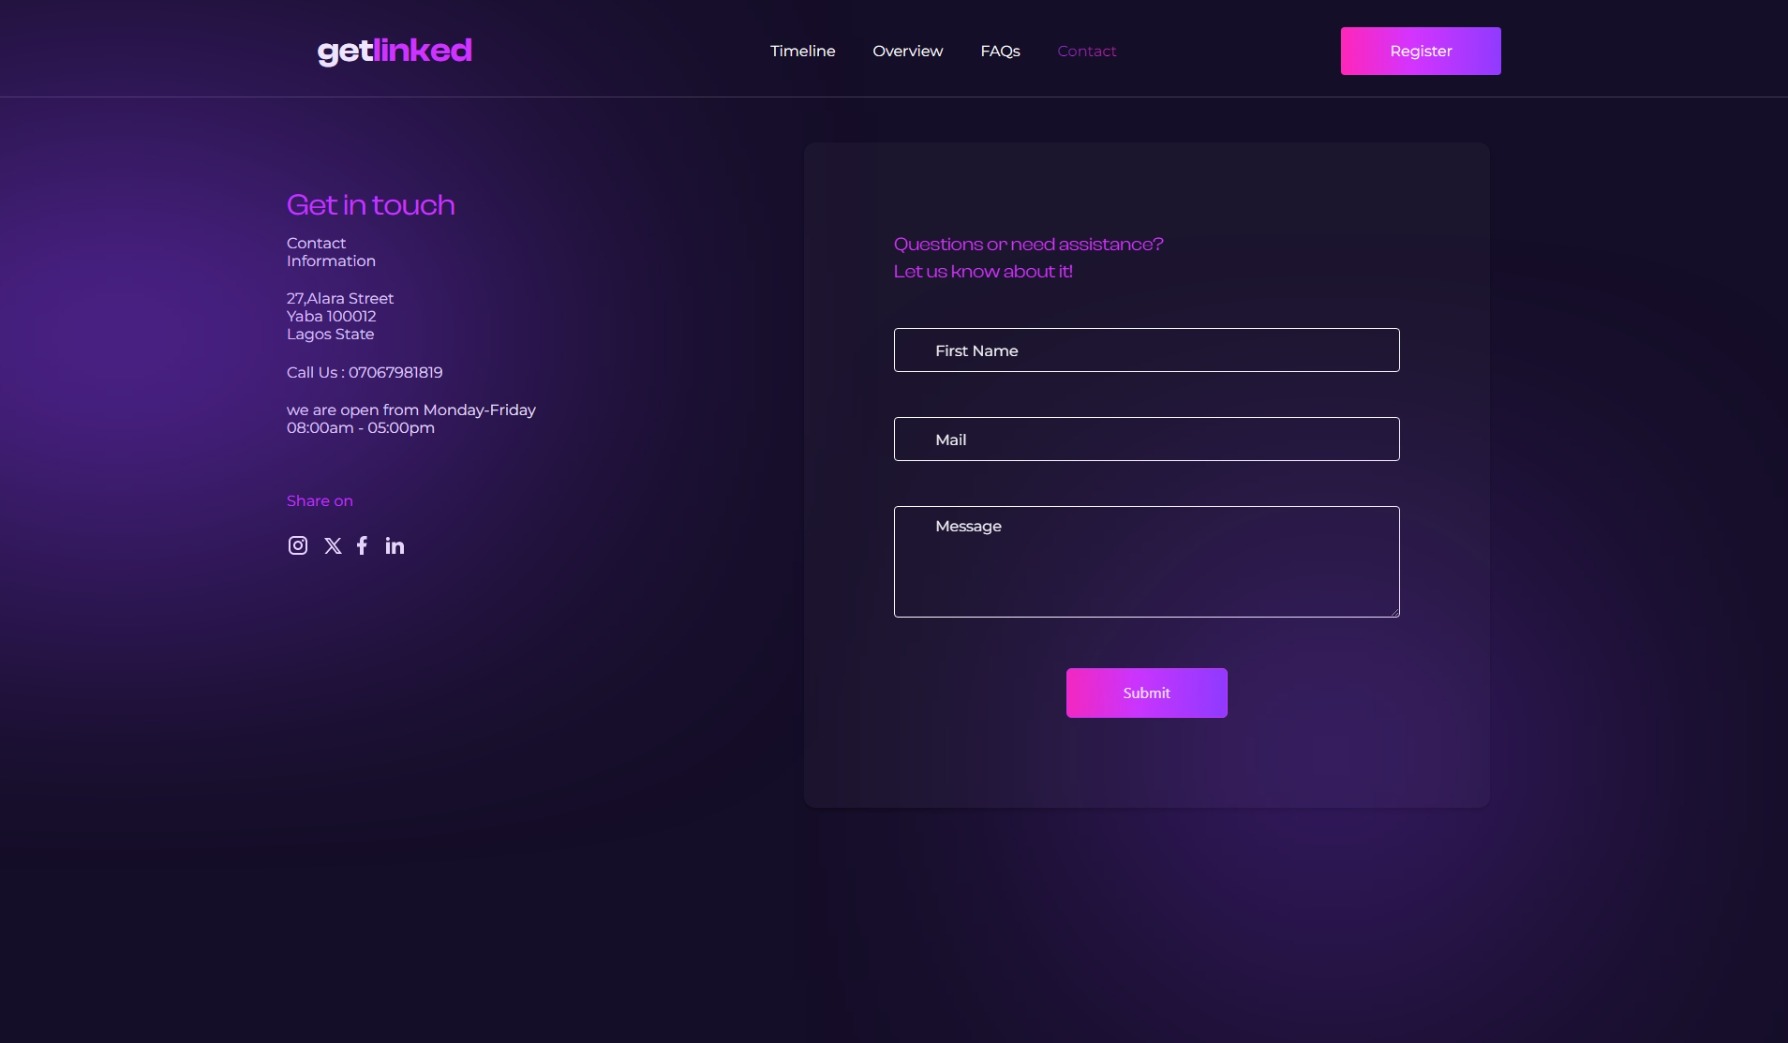 getlinked
Timeline
Overview
FAQs
Contact
Register
Get in touch
Contact
Information
27,Alara Street
Yaba 100012
Lagos State
Call Us : 07067981819
we are open from Monday-Friday
08:00am - 05:00pm
Share on
Questions or need assistance?
Let us know about it!
First Name
Mail
Message
Submit